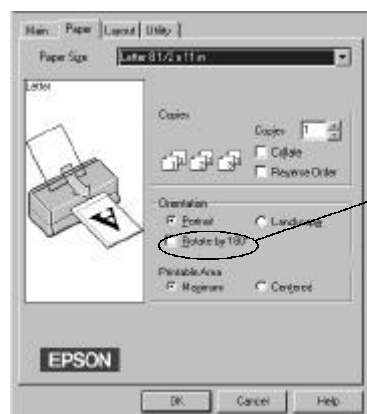 Main Paper Layout Utility
Paper Size Letter 8 1/2 x 11 in
Letter
Copies
Copies 1
Collate
Reverse Order
Orientation
Portrait Landscape
Rotate by 180°
Printable Area
Maximum Centered
EPSON
OK Cancel Help